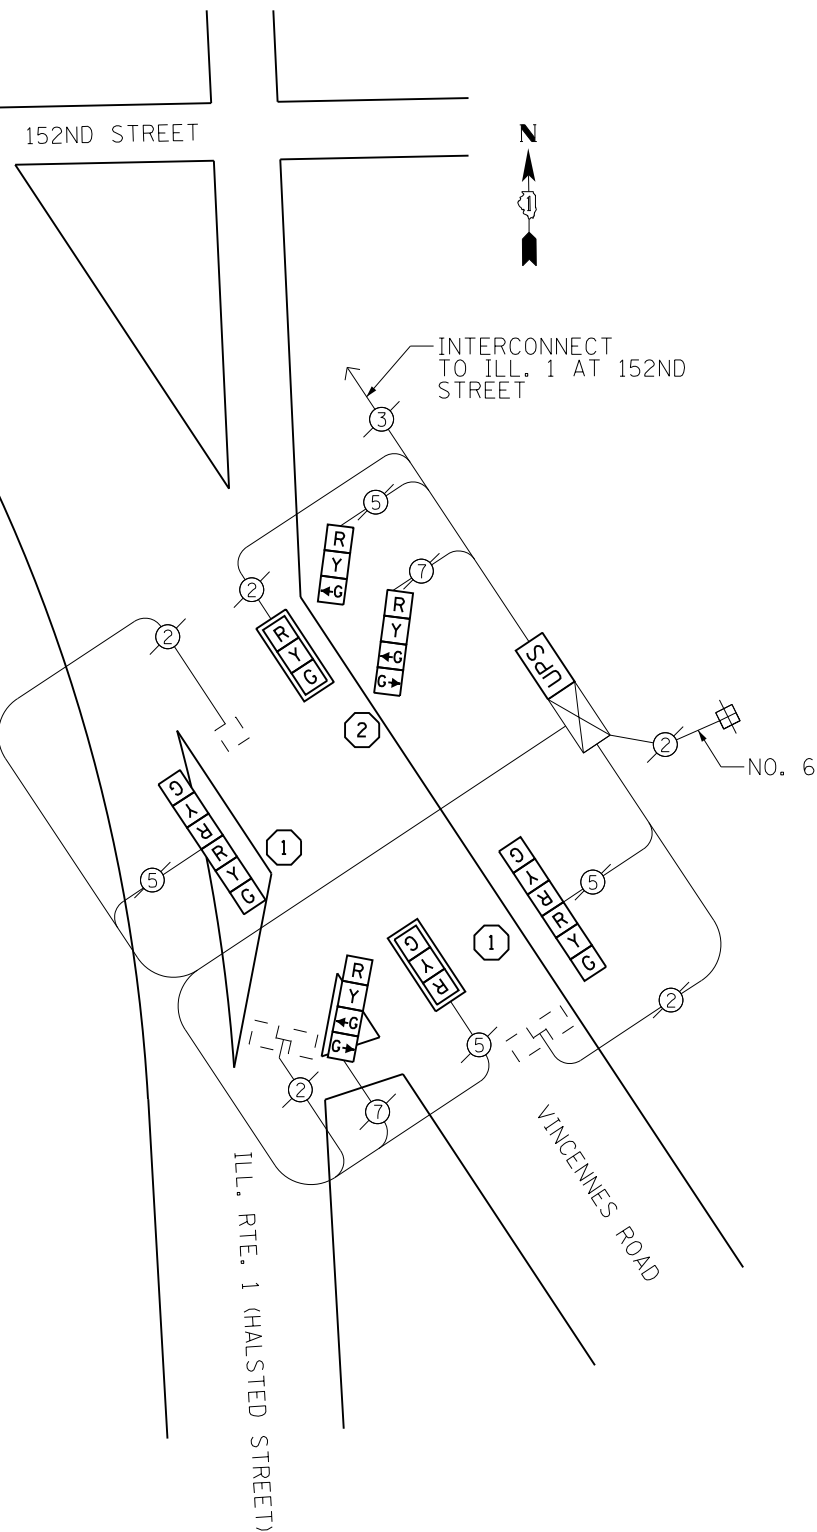 152ND STREET
N
1
INTERCONNECT
TO ILL. 1 AT 152ND
STREET
3
5
R
Y
G
7
2
R
Y
G
G
2
R Y G
UPS
2
2
NO. 6
G Y R R Y G
1
5
G Y R R Y G
5
1
G Y R
R
Y
G
G
2
5
2
7
VINCENNES ROAD
ILL. RTE. 1 (HALSTED STREET)